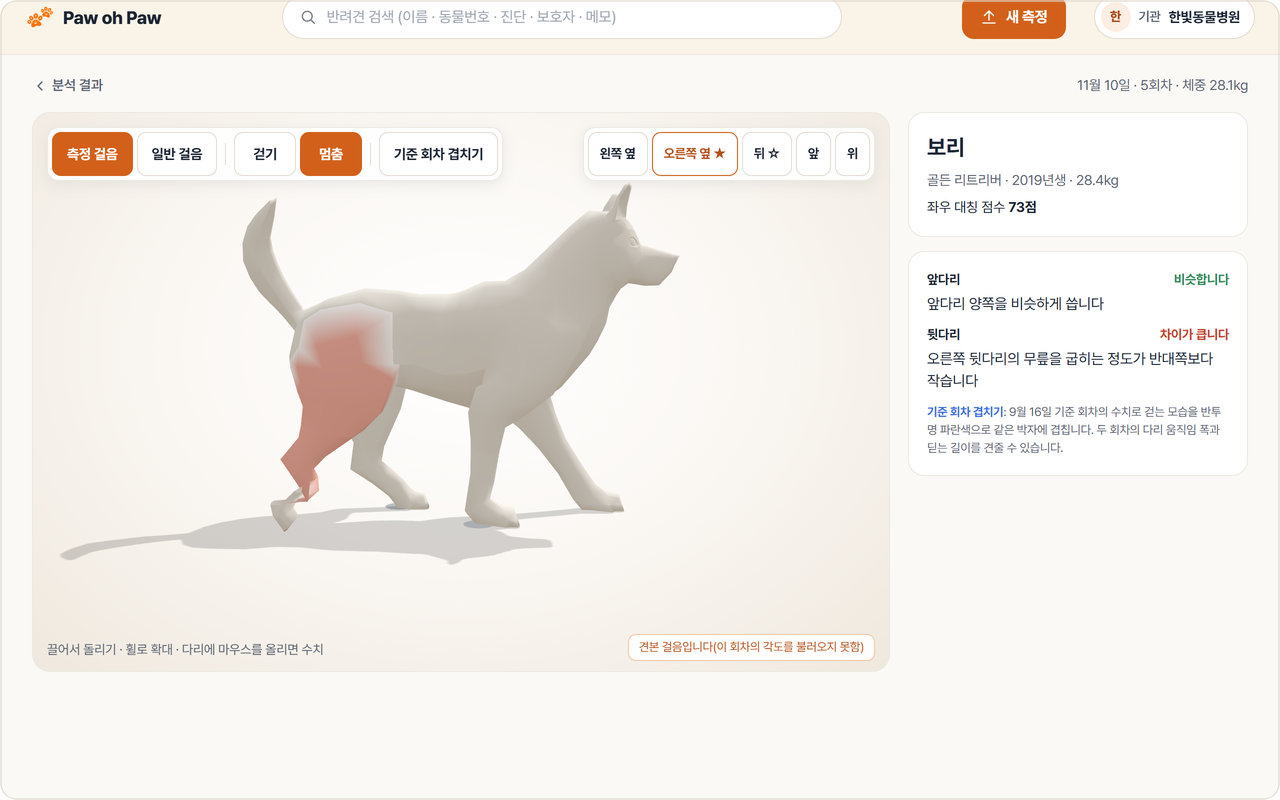 Paw oh Paw
반려견 검색 (이름 · 동물번호 · 진단 · 보호자 · 메모)
새 측정
한 기관 한빛동물병원
분석 결과
11월 10일 · 5회차 · 체중 28.1kg
측정 걸음 일반 걸음 걷기 멈춤 기준 회차 겹치기
왼쪽 옆 오른쪽 옆 ★ 뒤 ☆ 앞 위
보리
골든 리트리버 · 2019년생 · 28.4kg
좌우 대칭 점수 73점
앞다리 비슷합니다
앞다리 양쪽을 비슷하게 씁니다
뒷다리 차이가 큽니다
오른쪽 뒷다리의 무릎을 굽히는 정도가 반대쪽보다
작습니다
기준 회차 겹치기: 9월 16일 기준 회차의 수치로 걷는 모습을 반투
명 파란색으로 같은 박자에 겹칩니다. 두 회차의 다리 움직임 폭과
딛는 길이를 견줄 수 있습니다.
끌어서 돌리기 · 휠로 확대 · 다리에 마우스를 올리면 수치
견본 걸음입니다(이 회차의 각도를 불러오지 못함)